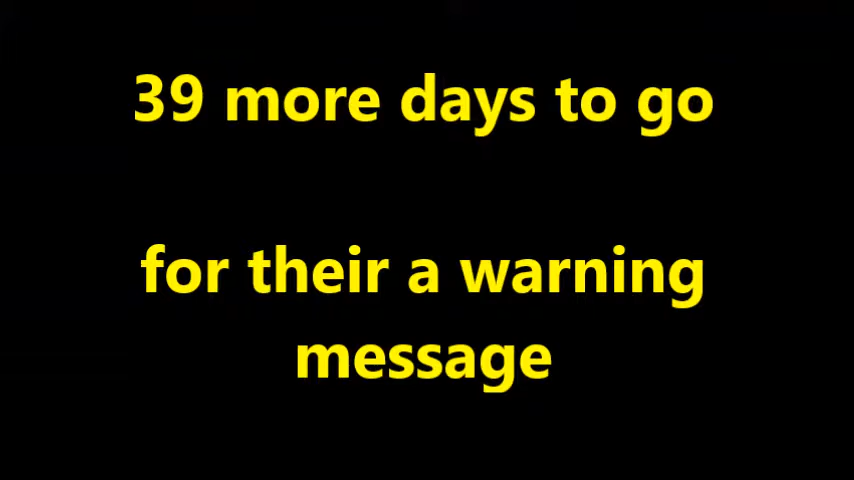 39 more days to go
for their a warning
message